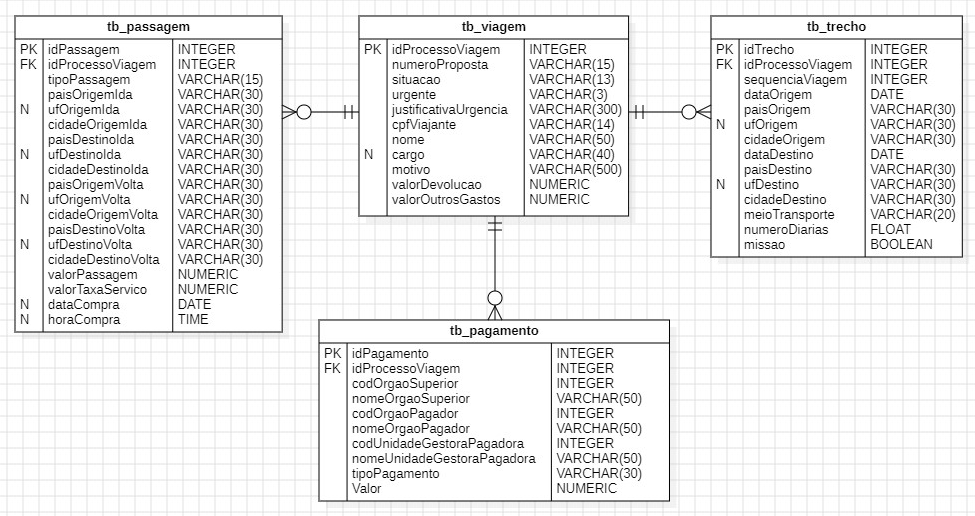 tb_passagem
PK idPassagem INTEGER
FK idProcessoViagem INTEGER
tipoPassagem VARCHAR(15)
paisOrigemIda VARCHAR(30)
N ufOrigemIda VARCHAR(30)
cidadeOrigemIda VARCHAR(30)
paisDestinoIda VARCHAR(30)
N ufDestinoIda VARCHAR(30)
cidadeDestinoIda VARCHAR(30)
paisOrigemVolta VARCHAR(30)
N ufOrigemVolta VARCHAR(30)
cidadeOrigemVolta VARCHAR(30)
paisDestinoVolta VARCHAR(30)
N ufDestinoVolta VARCHAR(30)
cidadeDestinoVolta VARCHAR(30)
valorPassagem NUMERIC
valorTaxaServico NUMERIC
N dataCompra DATE
N horaCompra TIME
tb_viagem
PK idProcessoViagem INTEGER
numeroProposta VARCHAR(15)
situacao VARCHAR(13)
urgente VARCHAR(3)
justificativaUrgencia VARCHAR(300)
cpfViajante VARCHAR(14)
nome VARCHAR(50)
N cargo VARCHAR(40)
motivo VARCHAR(500)
valorDevolucao NUMERIC
valorOutrosGastos NUMERIC
tb_trecho
PK idTrecho INTEGER
FK idProcessoViagem INTEGER
sequenciaViagem INTEGER
dataOrigem DATE
paisOrigem VARCHAR(30)
N ufOrigem VARCHAR(30)
cidadeOrigem VARCHAR(30)
dataDestino DATE
paisDestino VARCHAR(30)
N ufDestino VARCHAR(30)
cidadeDestino VARCHAR(30)
meioTransporte VARCHAR(20)
numeroDiarias FLOAT
missao BOOLEAN
tb_pagamento
PK idPagamento INTEGER
FK idProcessoViagem INTEGER
codOrgaoSuperior INTEGER
nomeOrgaoSuperior VARCHAR(50)
codOrgaoPagador INTEGER
nomeOrgaoPagador VARCHAR(50)
codUnidadeGestoraPagadora INTEGER
nomeUnidadeGestoraPagadora VARCHAR(50)
tipoPagamento VARCHAR(30)
Valor NUMERIC